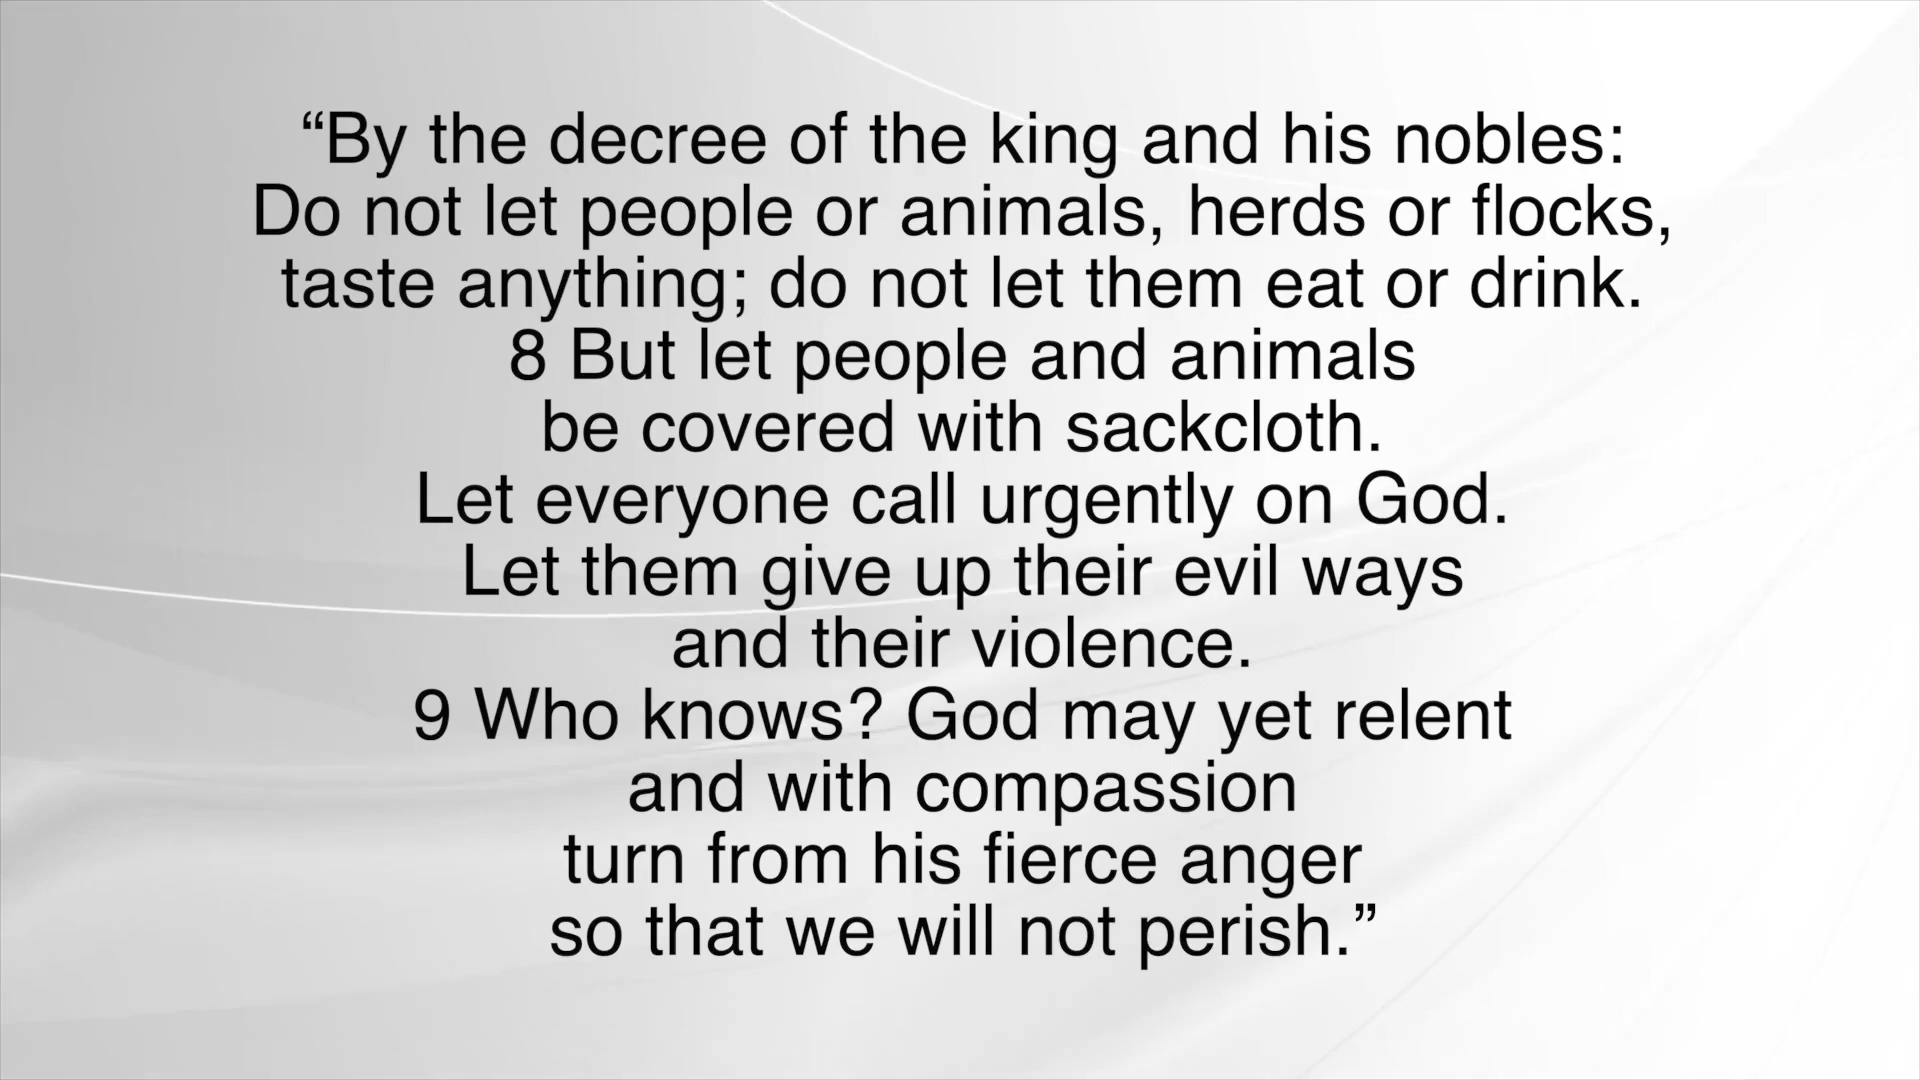 “By the decree of the king and his nobles:
Do not let people or animals, herds or flocks,
taste anything; do not let them eat or drink.
8 But let people and animals
be covered with sackcloth.
Let everyone call urgently on God.
Let them give up their evil ways
and their violence.
9 Who knows? God may yet relent
and with compassion
turn from his fierce anger
so that we will not perish.”